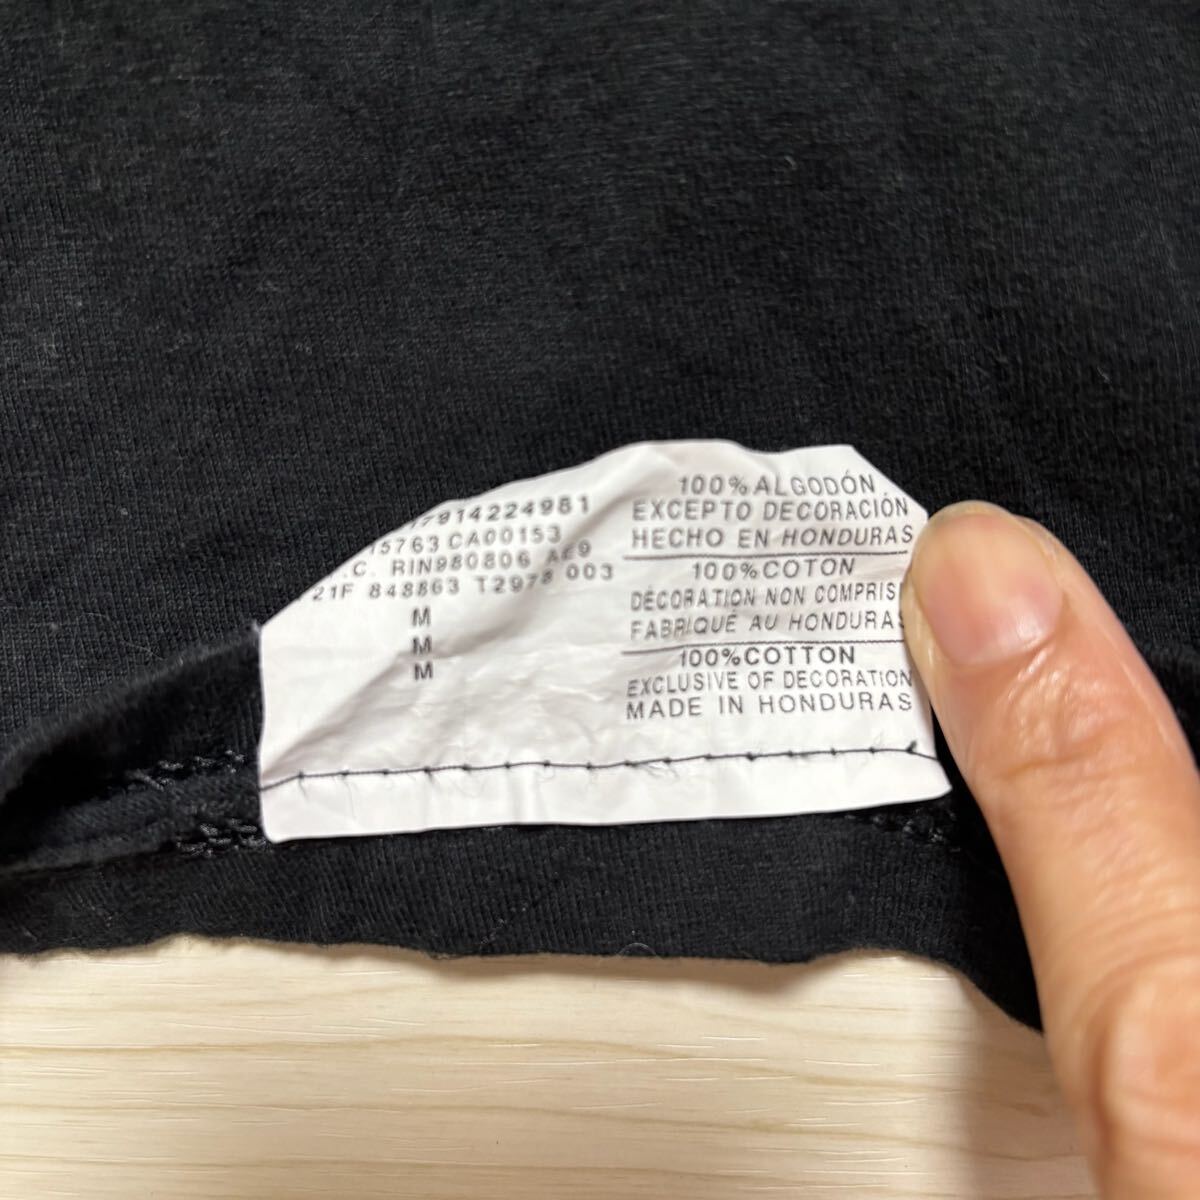 7914224981
15763 CA00153
.C. RIN980806 AE9
21F 848863 T2978 003
M
M
M
100% ALGODÓN
EXCEPTO DECORACIÓN
HECHO EN HONDURAS
100% COTON
DÉCORATION NON COMPRISE
FABRIQUÉ AU HONDURAS
100% COTTON
EXCLUSIVE OF DECORATION
MADE IN HONDURAS